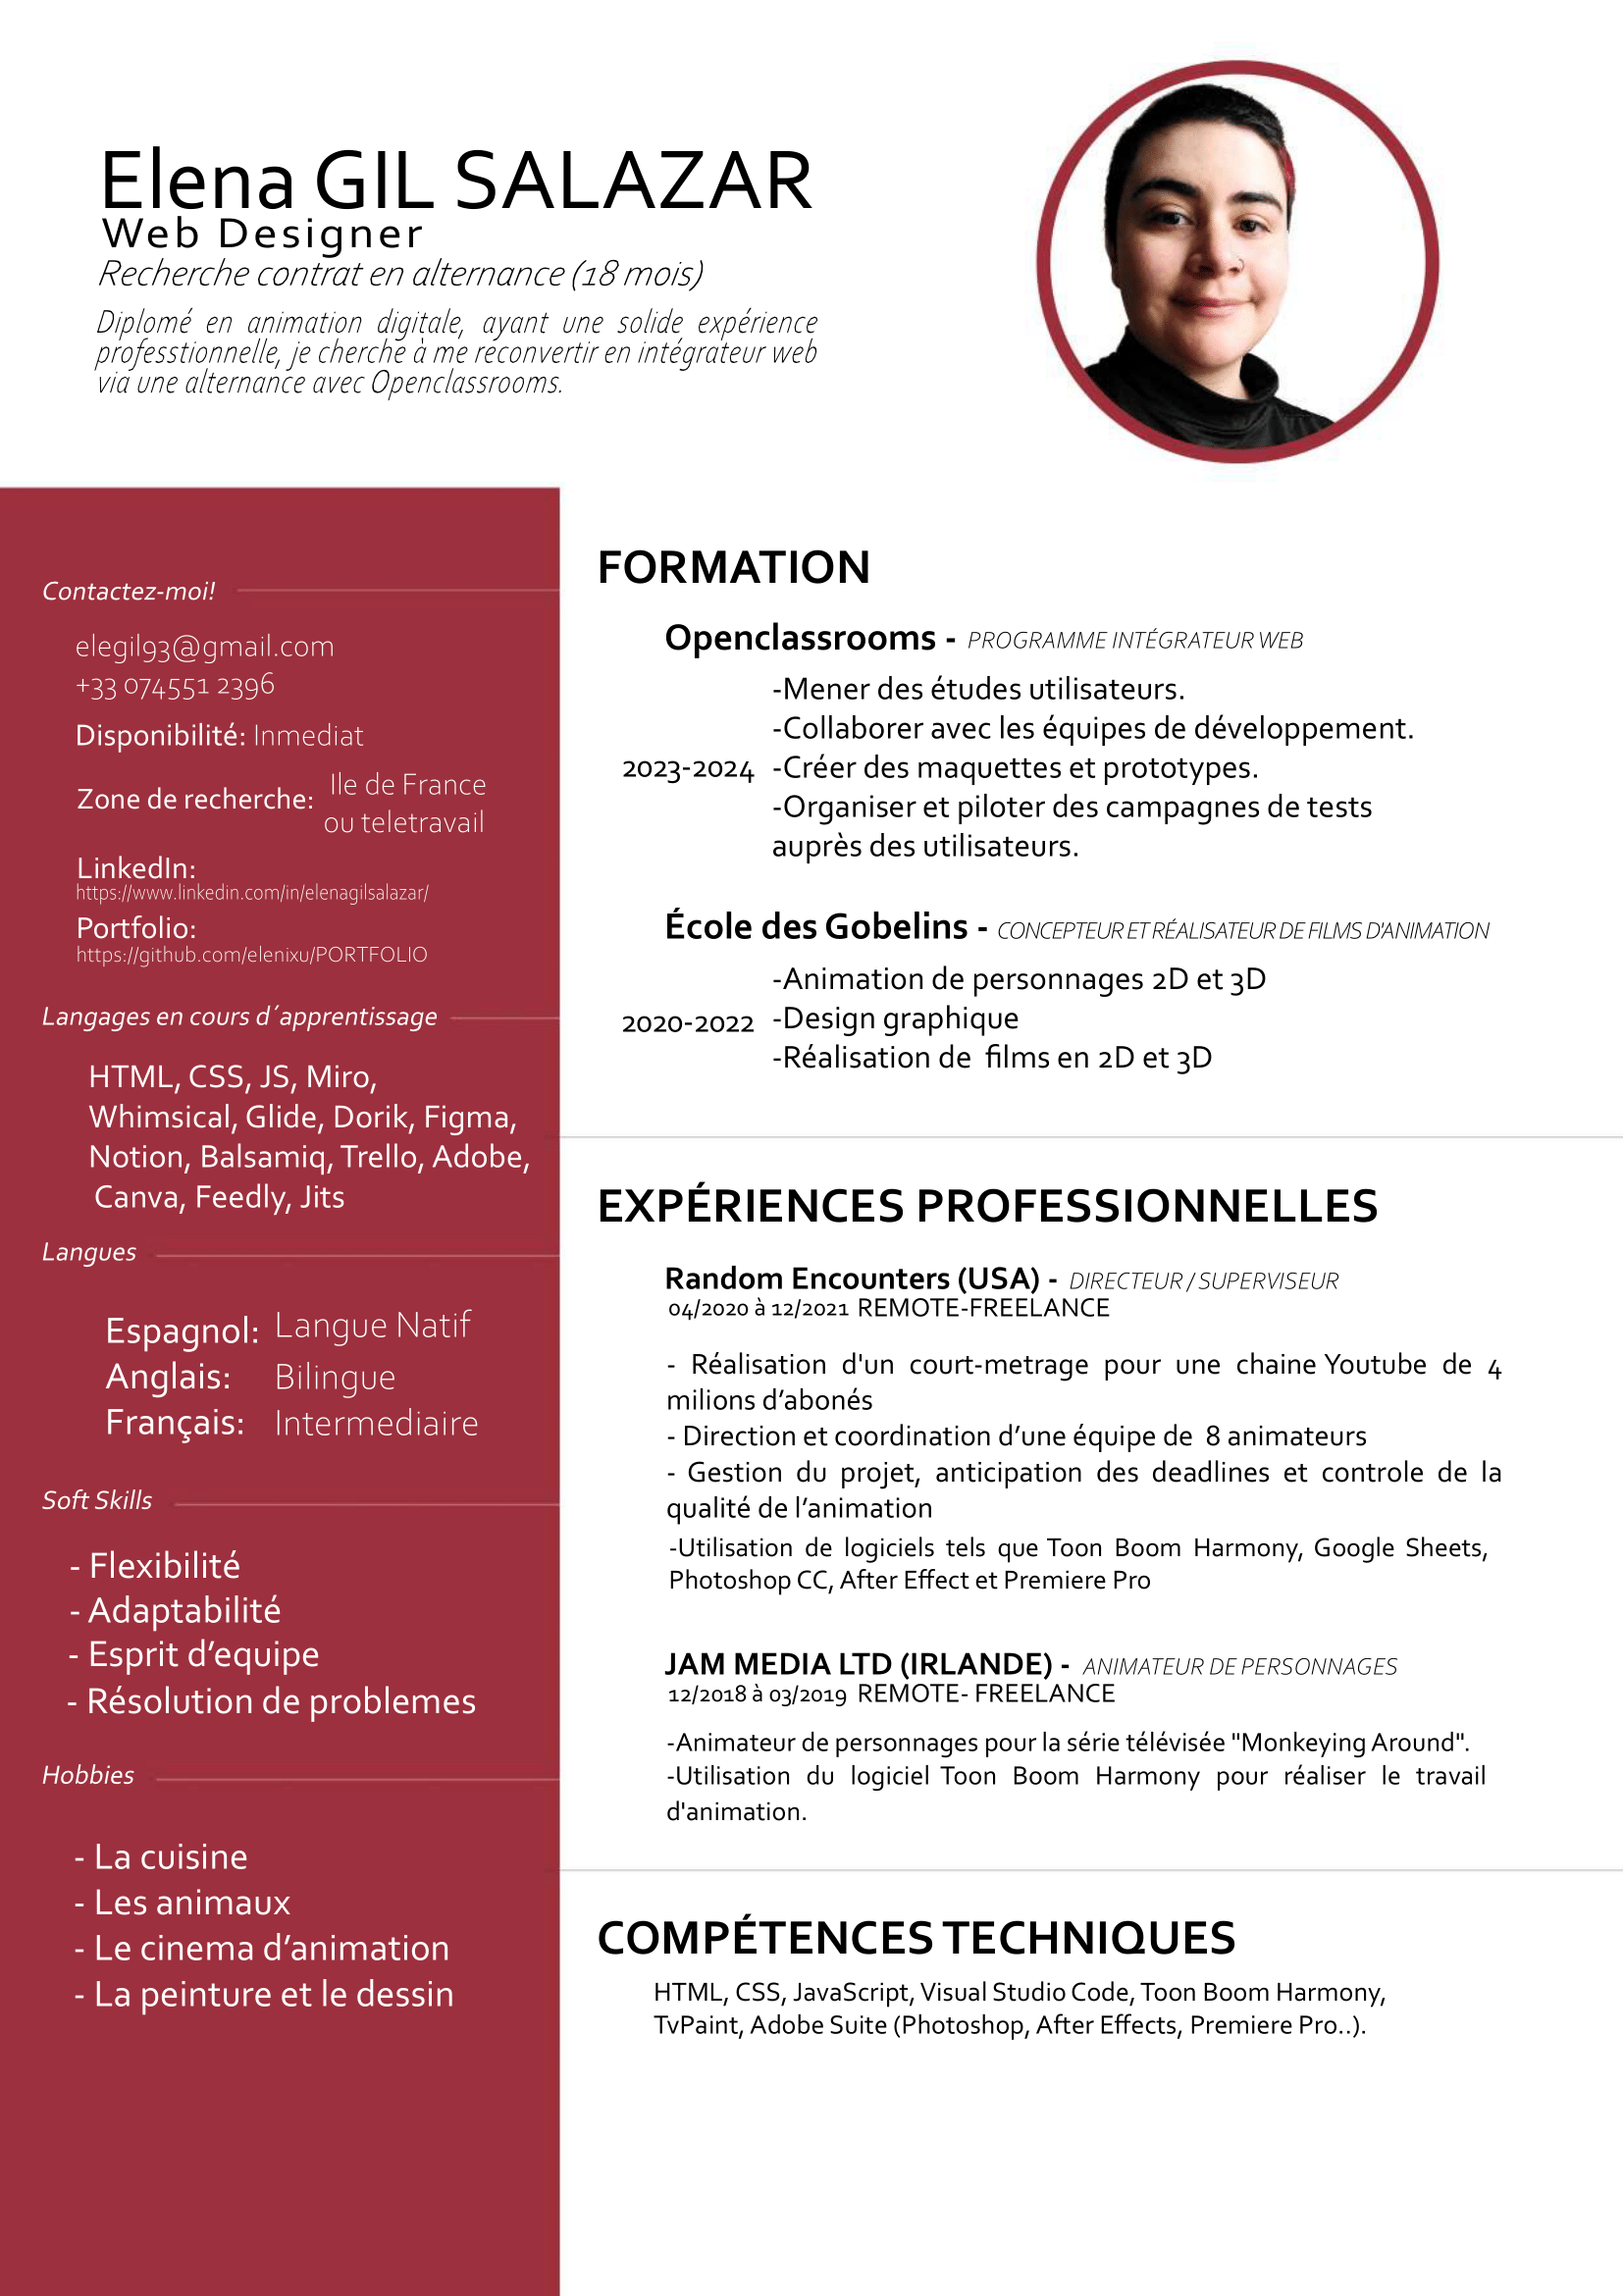 Elena GIL SALAZAR
Web Designer
Recherche contrat en alternance (18 mois)
Diplomé en animation digitale, ayant une solide expérience
professtionnelle, je cherche à me reconvertir en intégrateur web
via une alternance avec Openclassrooms.
Contactez-moi!
elegil93@gmail.com
+33 074551 2396
Disponibilité: Inmediat
Zone de recherche: Ile de France
ou teletravail
LinkedIn:
https://www.linkedin.com/in/elenagilsalazar/
Portfolio:
https://github.com/elenixu/PORTFOLIO
Langages en cours d´apprentissage
HTML, CSS, JS, Miro,
Whimsical, Glide, Dorik, Figma,
Notion, Balsamiq, Trello, Adobe,
Canva, Feedly, Jits
Langues
Espagnol: Langue Natif
Anglais: Bilingue
Français: Intermediaire
Soft Skills
- Flexibilité
- Adaptabilité
- Esprit d’equipe
- Résolution de problemes
Hobbies
- La cuisine
- Les animaux
- Le cinema d’animation
- La peinture et le dessin
FORMATION
Openclassrooms - PROGRAMME INTÉGRATEUR WEB
-Mener des études utilisateurs.
-Collaborer avec les équipes de développement.
2023-2024 -Créer des maquettes et prototypes.
-Organiser et piloter des campagnes de tests
auprès des utilisateurs.
École des Gobelins - CONCEPTEUR ET RÉALISATEUR DE FILMS D'ANIMATION
-Animation de personnages 2D et 3D
2020-2022 -Design graphique
-Réalisation de films en 2D et 3D
EXPÉRIENCES PROFESSIONNELLES
Random Encounters (USA) - DIRECTEUR / SUPERVISEUR
04/2020 à 12/2021 REMOTE-FREELANCE
- Réalisation d'un court-metrage pour une chaine Youtube de 4
milions d’abonés
- Direction et coordination d’une équipe de 8 animateurs
- Gestion du projet, anticipation des deadlines et controle de la
qualité de l’animation
-Utilisation de logiciels tels que Toon Boom Harmony, Google Sheets,
Photoshop CC, After Effect et Premiere Pro
JAM MEDIA LTD (IRLANDE) - ANIMATEUR DE PERSONNAGES
12/2018 à 03/2019 REMOTE- FREELANCE
-Animateur de personnages pour la série télévisée "Monkeying Around".
-Utilisation du logiciel Toon Boom Harmony pour réaliser le travail
d'animation.
COMPÉTENCES TECHNIQUES
HTML, CSS, JavaScript, Visual Studio Code, Toon Boom Harmony,
TvPaint, Adobe Suite (Photoshop, After Effects, Premiere Pro..).